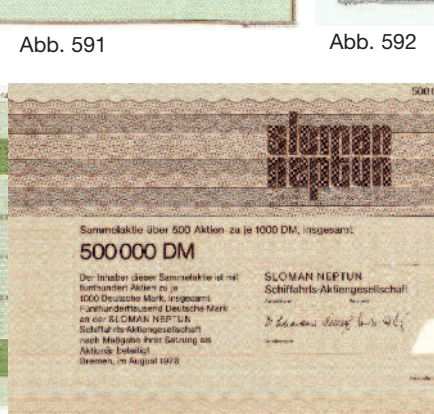 Abb. 591
Abb. 592
500
sloman
neptun
Sammelaktie über 500 Aktien zu je 1000 DM, insgesamt
500000 DM
Der Inhaber dieser Sammelaktie ist mit
fünfhundert Aktien zu je
1000 Deutsche Mark, insgesamt
Fünfhunderttausend Deutsche Mark
an der SLOMAN NEPTUN
Schiffahrts-Aktiengesellschaft
nach Maßgabe ihrer Satzung als
Aktionär beteiligt
Bremen, im August 1978
SLOMAN NEPTUN
Schiffahrts-Aktiengesellschaft